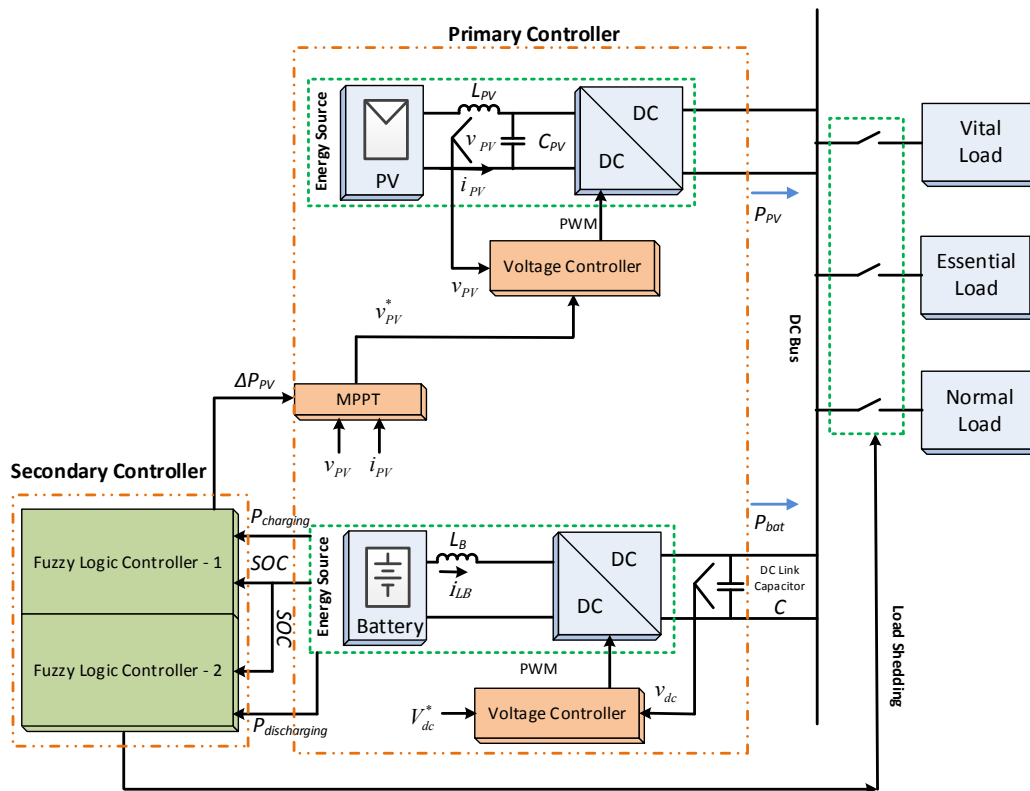 Primary Controller
Energy Source
PV
L_PV
v_PV
i_PV
C_PV
DC
DC
PWM
Voltage Controller
v_PV
v*_PV
P_PV
DC Bus
Vital
Load
Essential
Load
Normal
Load
ΔP_PV
MPPT
v_PV
i_PV
Secondary Controller
Fuzzy Logic Controller - 1
Fuzzy Logic Controller - 2
P_charging
SOC
SOC
P_discharging
Energy Source
Battery
L_B
i_LB
DC
DC
PWM
Voltage Controller
V*_dc
v_dc
P_bat
DC Link
Capacitor
C
Load Shedding